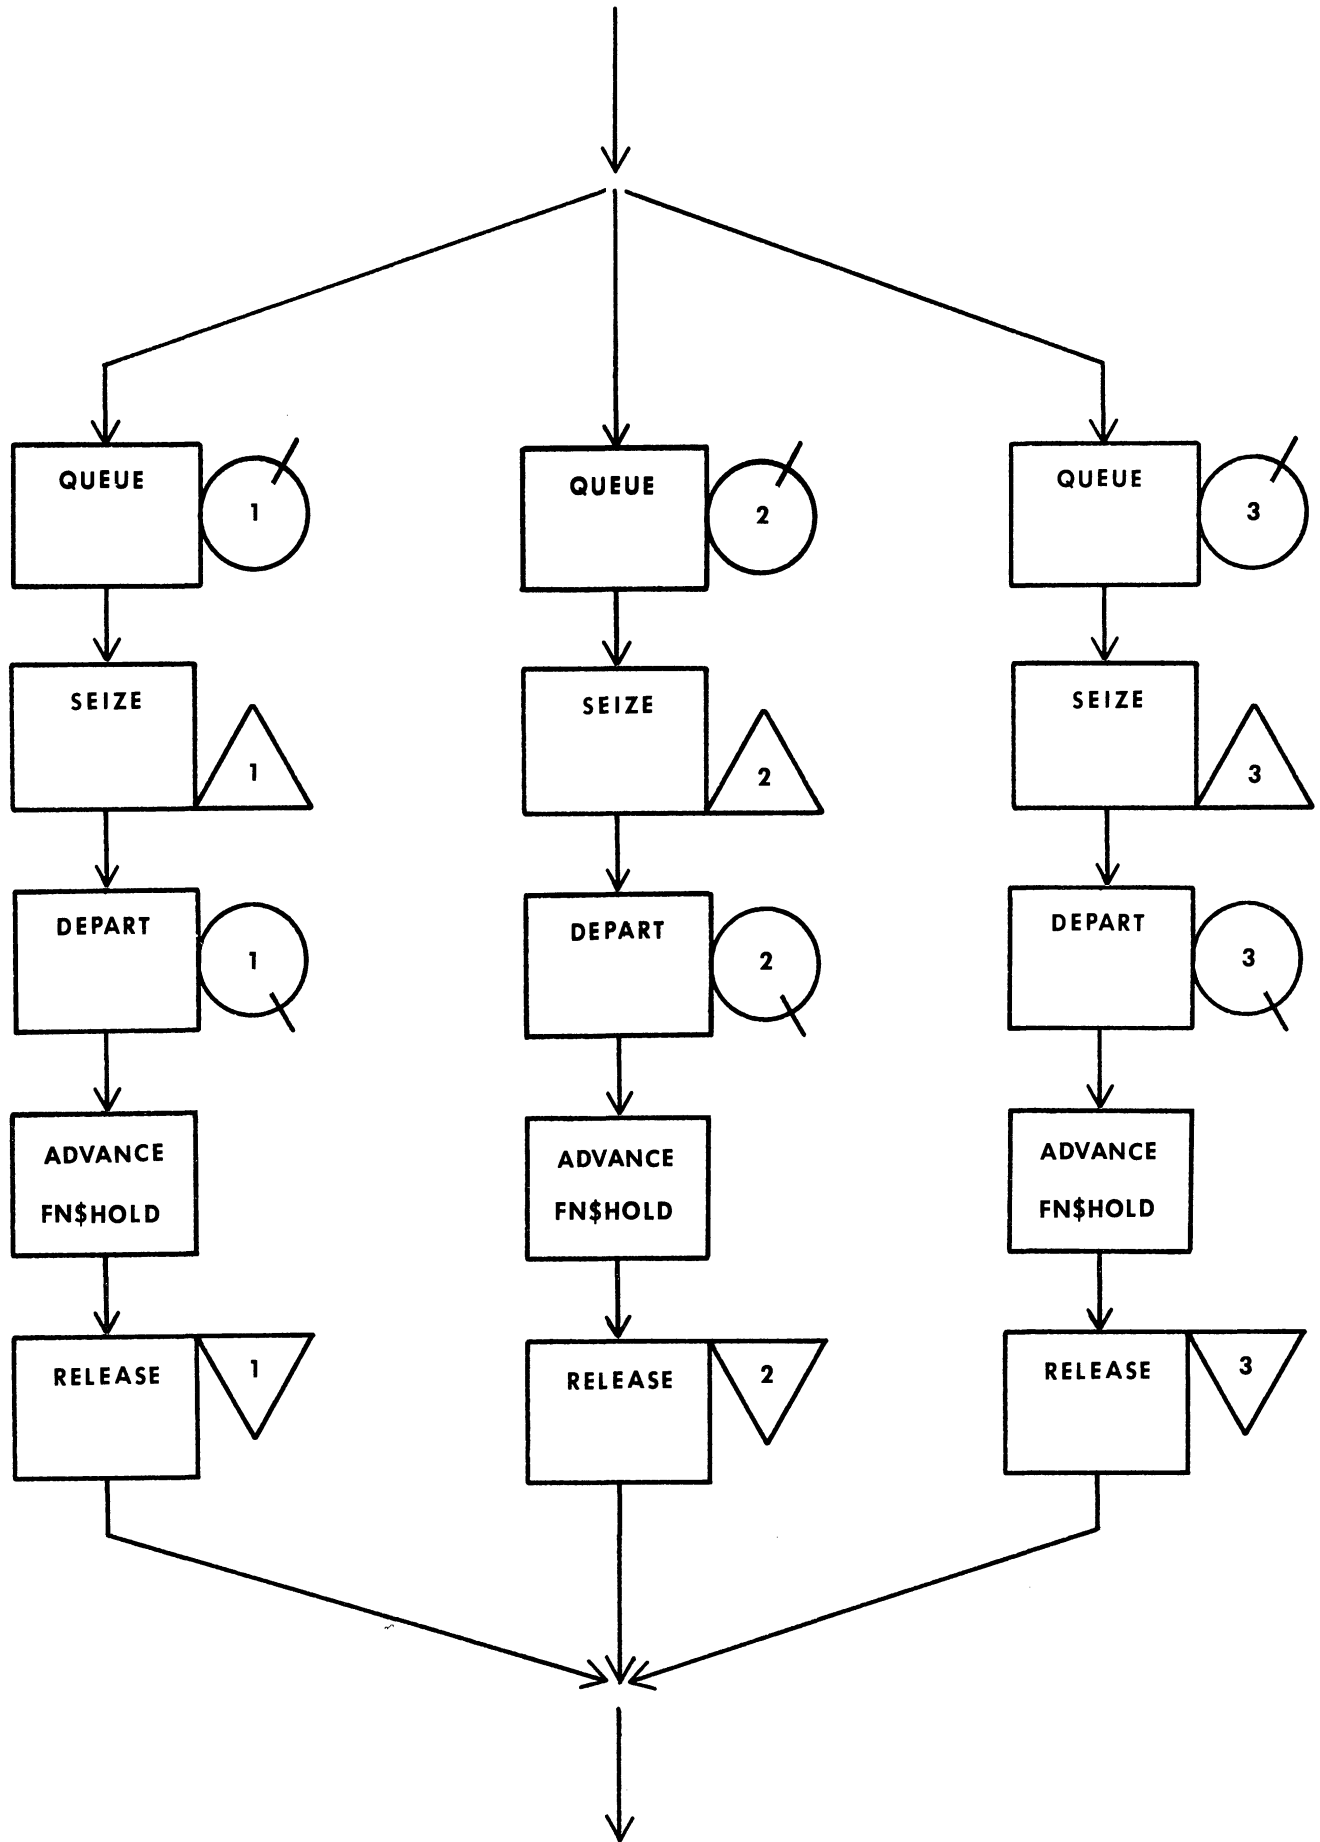 QUEUE
1
QUEUE
2
QUEUE
3
SEIZE
1
SEIZE
2
SEIZE
3
DEPART
1
DEPART
2
DEPART
3
ADVANCE
FN$HOLD
ADVANCE
FN$HOLD
ADVANCE
FN$HOLD
RELEASE
1
RELEASE
2
RELEASE
3